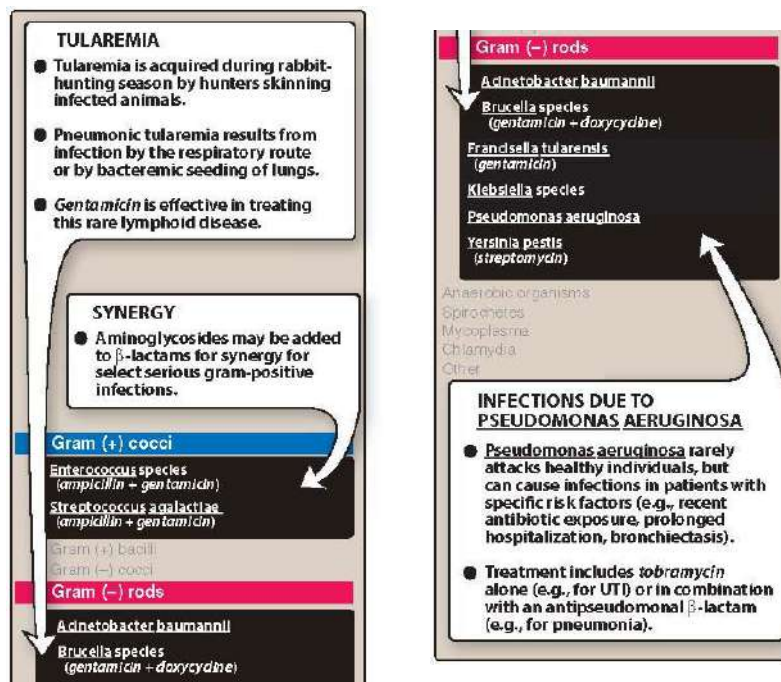 TULAREMIA
● Tularemia is acquired during rabbit-
hunting season by hunters skinning
infected animals.
● Pneumonic tularemia results from
infection by the respiratory route
or by bacteremic seeding of lungs.
● Gentamicin is effective in treating
this rare lymphoid disease.
SYNERGY
● Aminoglycosides may be added
to β-lactams for synergy for
select serious gram-positive
infections.
Gram (+) cocci
Enterococcus species
(ampicillin + gentamicin)
Streptococcus agalactiae
(ampicillin + gentamicin)
Gram (+) bacilli
Gram (–) cocci
Gram (–) rods
Acinetobacter baumannii
Brucella species
(gentamicin + doxycycline)
Gram (–) rods
Acinetobacter baumannii
Brucella species
(gentamicin + doxycycline)
Francisella tularensis
(gentamicin)
Klebsiella species
Pseudomonas aeruginosa
Yersinia pestis
(streptomycin)
Anaerobic organisms
Spirochetes
Mycoplasma
Chlamydia
Other
INFECTIONS DUE TO
PSEUDOMONAS AERUGINOSA
● Pseudomonas aeruginosa rarely
attacks healthy individuals, but
can cause infections in patients with
specific risk factors (e.g., recent
antibiotic exposure, prolonged
hospitalization, bronchiectasis).
● Treatment includes tobramycin
alone (e.g., for UTI) or in combination
with an antipseudomonal β-lactam
(e.g., for pneumonia).